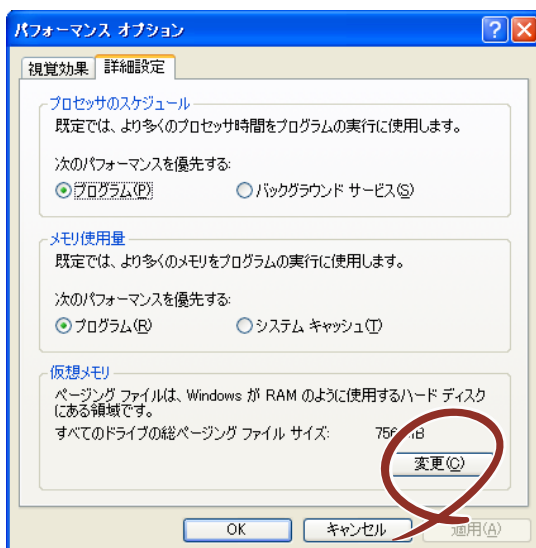 パフォーマンス オプション
視覚効果 詳細設定
プロセッサのスケジュール
既定では、より多くのプロセッサ時間をプログラムの実行に使用します。
次のパフォーマンスを優先する:
プログラム(P) バックグラウンド サービス(S)
メモリ使用量
既定では、より多くのメモリをプログラムの実行に使用します。
次のパフォーマンスを優先する:
プログラム(R) システム キャッシュ(T)
仮想メモリ
ページング ファイルは、Windows が RAM のように使用するハード ディスク
にある領域です。
すべてのドライブの総ページング ファイル サイズ: 756 MB
変更(C)
OK キャンセル 適用(A)